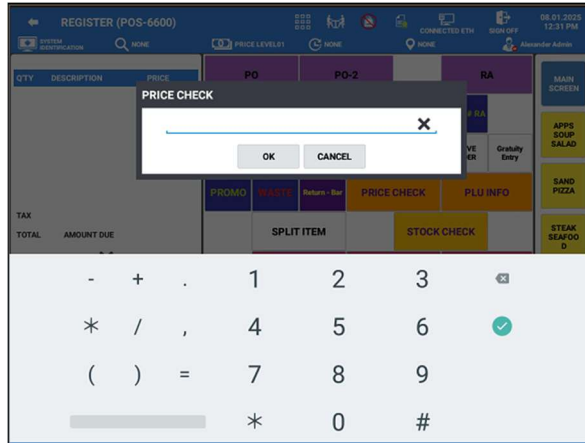 REGISTER (POS-6600)
CONNECTED ETH
SIGN OFF
08.01.2025
12:31 PM
SYSTEM
IDENTIFICATION
NONE
PRICE LEVEL01
NONE
NONE
Alexander Admin
Q'TY DESCRIPTION PRICE
PO
PO-2
RA
MAIN
SCREEN
PRICE CHECK
# RA
APPS
SOUP
SALAD
OK
CANCEL
Gratuity
Entry
PROMO
WASTE
Return - Bar
PRICE CHECK
PLU INFO
SAND
PIZZA
TAX
TOTAL AMOUNT DUE
SPLIT ITEM
STOCK CHECK
STEAK
SEAFOO
D
- + . 1 2 3
* / , 4 5 6
( ) = 7 8 9
* 0 #